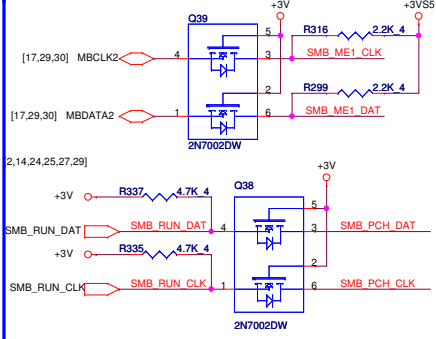 Q39
+3V
+3VS5
5
R316
2.2K_4
[17,29,30] MBCLK2
4
3
SMB_ME1_CLK
2
R299
2.2K_4
[17,29,30] MBDATA2
1
6
SMB_ME1_DAT
2N7002DW
2,14,24,25,27,29]
+3V
+3V
R337
4.7K_4
Q38
5
SMB_RUN_DAT
SMB_RUN_DAT
4
3
SMB_PCH_DAT
+3V
R335
4.7K_4
2
SMB_RUN_CLK
SMB_RUN_CLK
1
6
SMB_PCH_CLK
2N7002DW